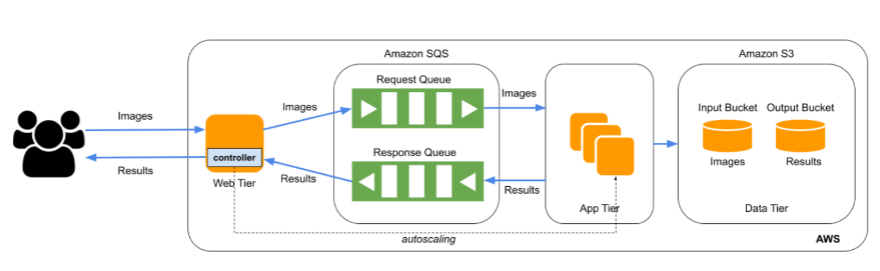 Amazon SQS
Amazon S3
Request Queue
Images
Images
Images
Input Bucket
Output Bucket
controller
Response Queue
Images
Results
Results
Results
Results
Web Tier
App Tier
Data Tier
autoscaling
AWS